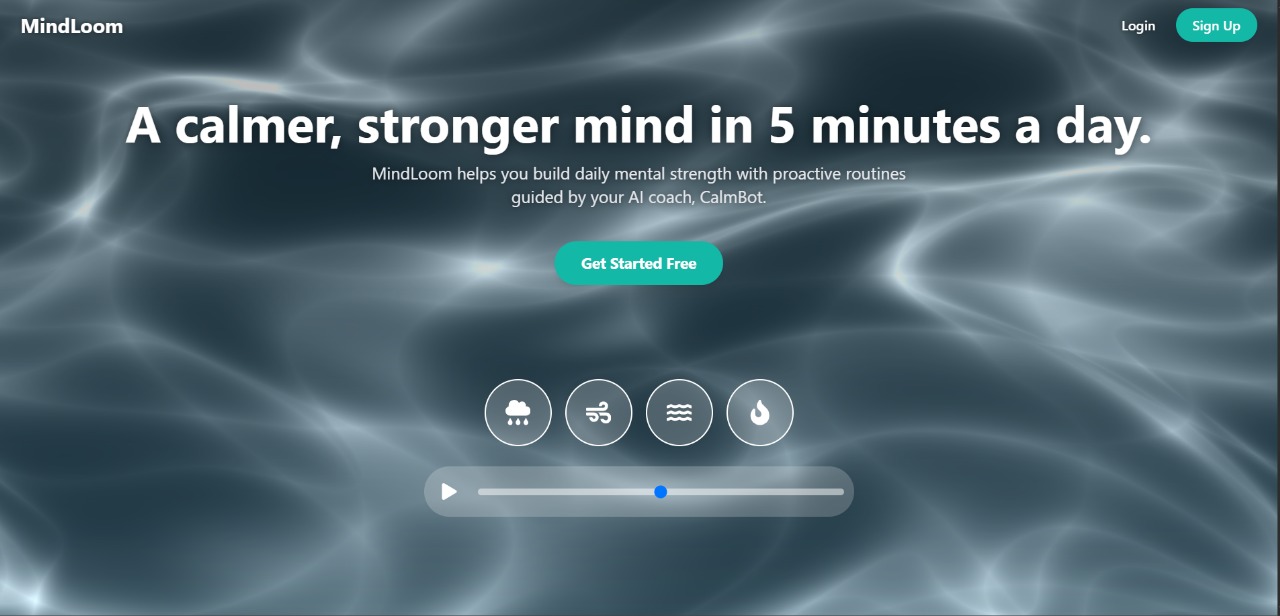 MindLoom
Login
Sign Up
A calmer, stronger mind in 5 minutes a day.
MindLoom helps you build daily mental strength with proactive routines
guided by your AI coach, CalmBot.
Get Started Free